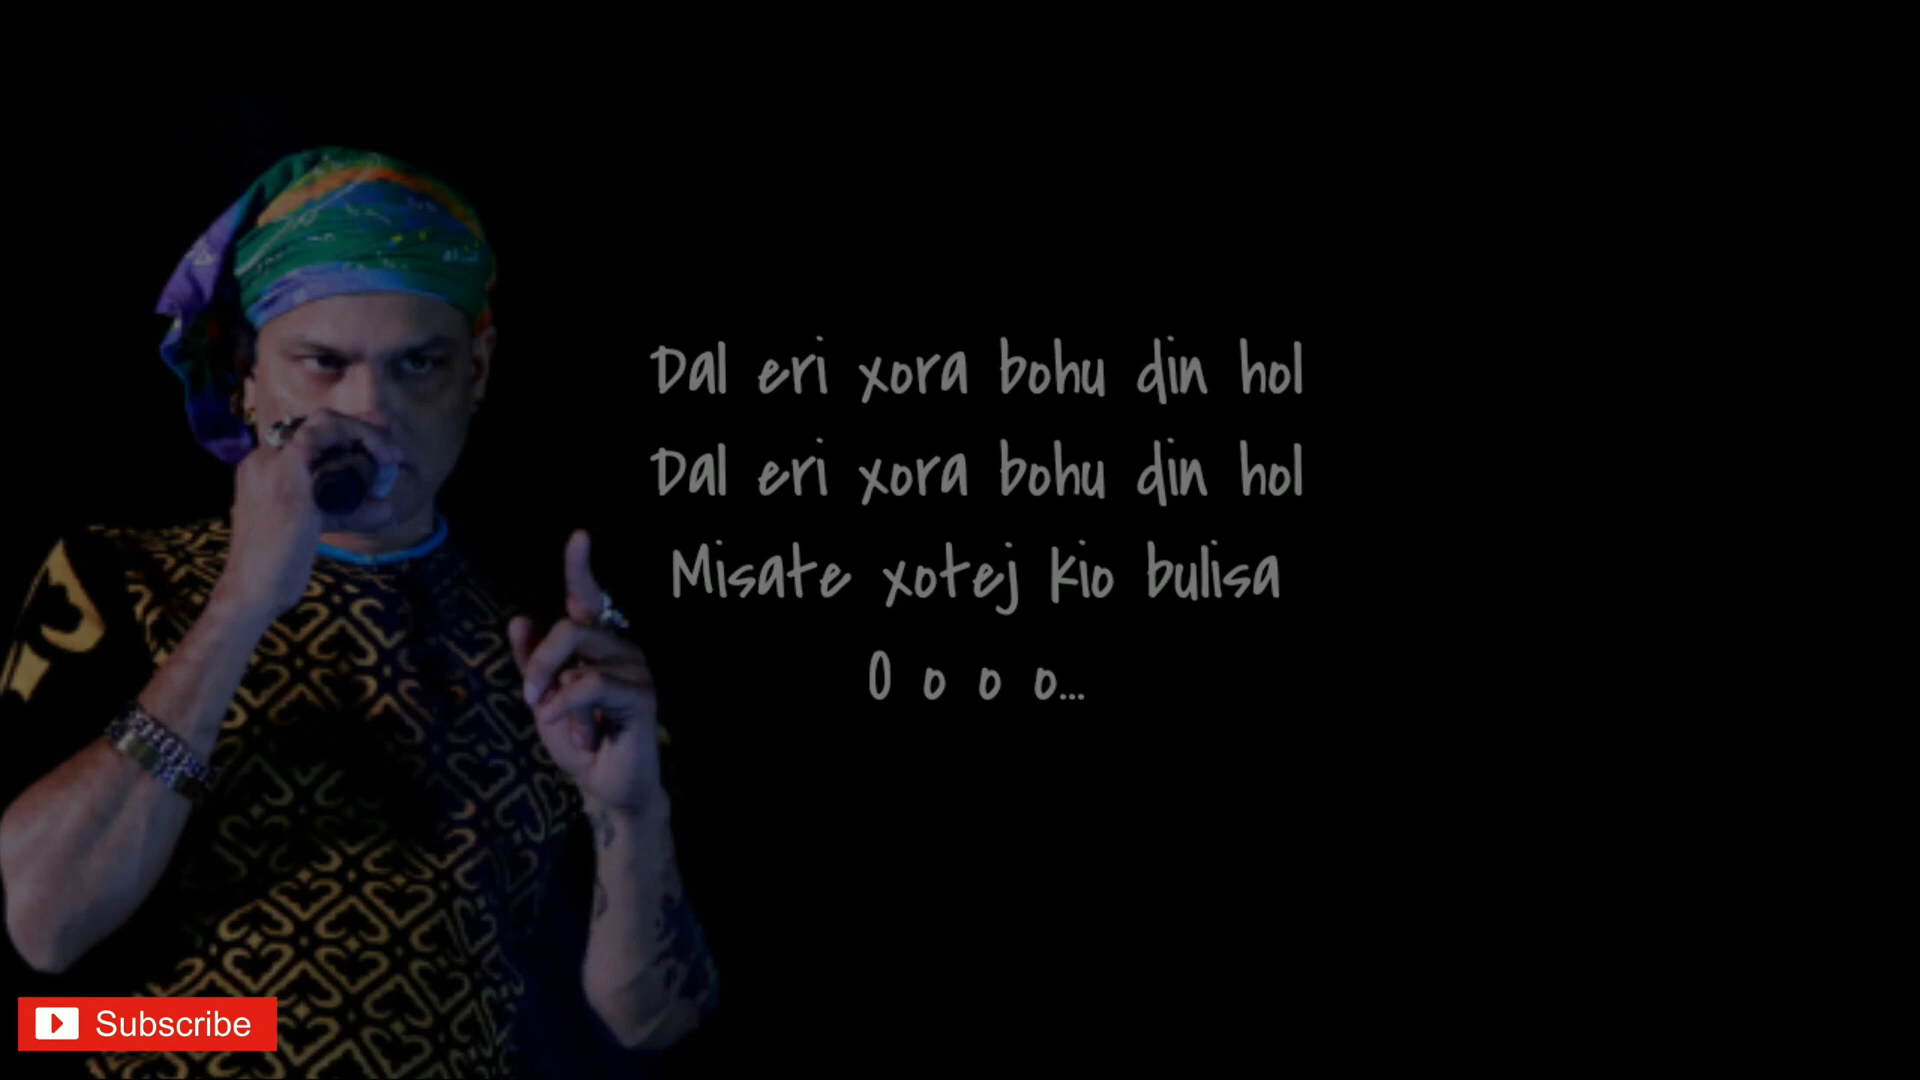 Dal eri xora bohu din hol
Dal eri xora bohu din hol
Misate xotej kio bulisa
O o o o...
Subscribe